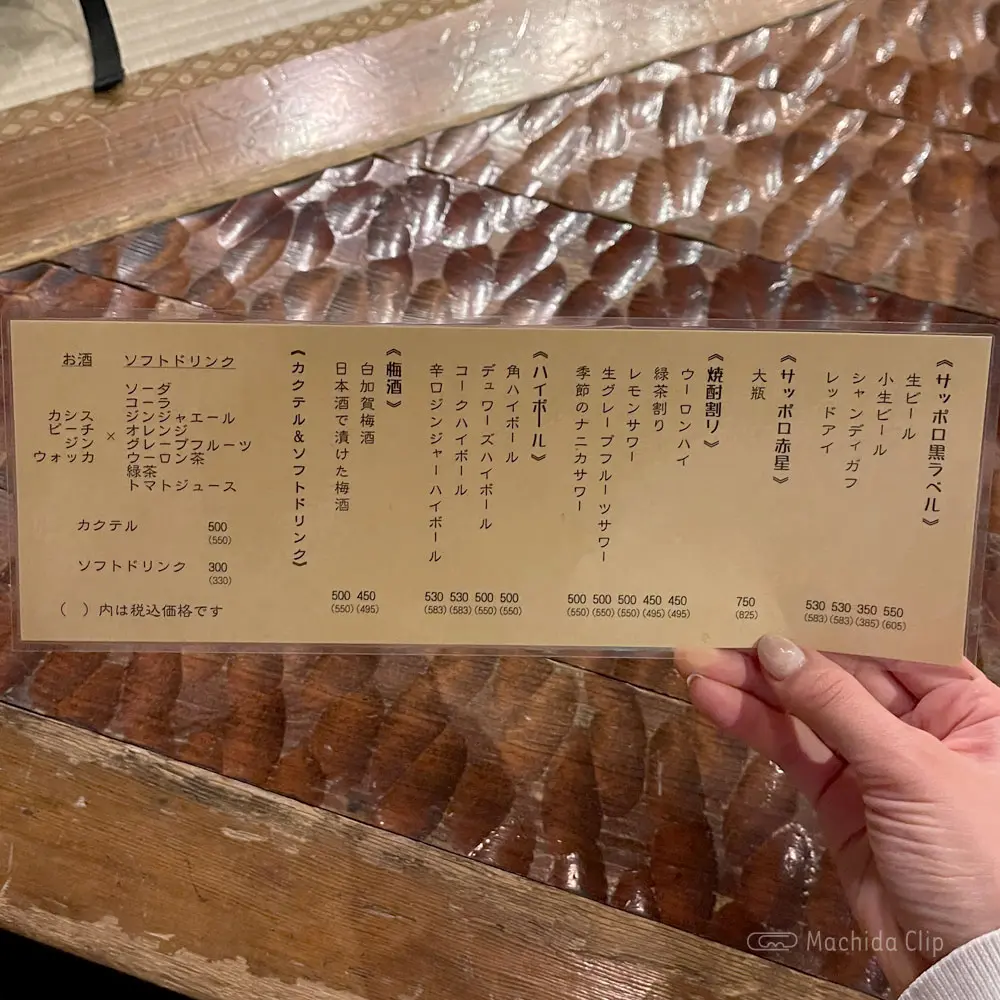 《サッポロ黒ラベル》
生ビール 550 (605)
小生ビール 350 (385)
シャンディガフ 530 (583)
レッドアイ 530 (583)
《サッポロ赤星》
大瓶 750 (825)
《焼酎割り》
ウーロンハイ 450 (495)
緑茶割り 450 (495)
レモンサワー 500 (550)
生グレープフルーツサワー 500 (550)
季節のナニカサワー 500 (550)
《ハイボール》
角ハイボール 500 (550)
デュワーズハイボール 500 (550)
コークハイボール 530 (583)
辛口ジンジャーハイボール 530 (583)
《梅酒》
白加賀梅酒 450 (495)
日本酒で漬けた梅酒 500 (550)
《カクテル&ソフトドリンク》
お酒 ソフトドリンク
ソーダ
コーラ
カシス ジンジャエール
ピーチ × オレンジ
ジン グレープフルーツ
ウォッカ ウーロン茶
緑茶
トマトジュース
カクテル 500
(550)
ソフトドリンク 300
(330)
( )内は税込価格です
Machida Clip